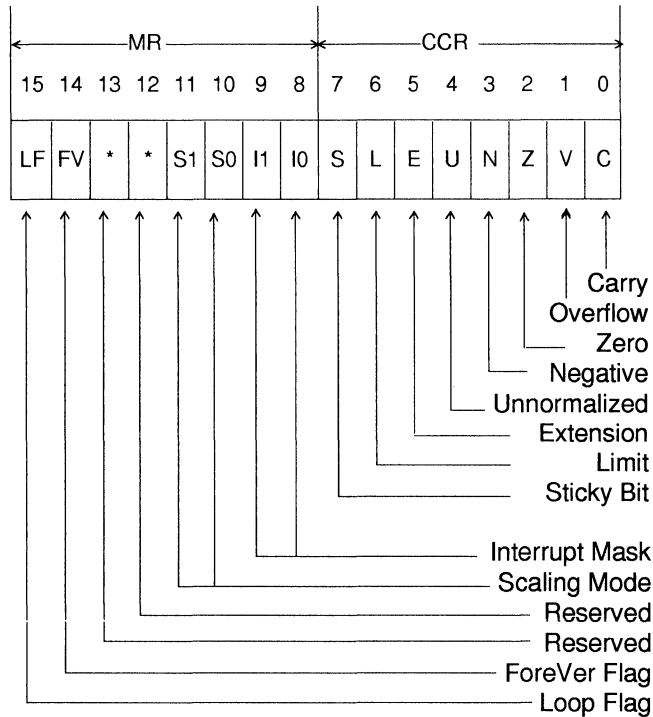 MR CCR
15 14 13 12 11 10 9 8 7 6 5 4 3 2 1 0
LF FV * * S1 S0 I1 I0 S L E U N Z V C
Carry
Overflow
Zero
Negative
Unnormalized
Extension
Limit
Sticky Bit
Interrupt Mask
Scaling Mode
Reserved
Reserved
ForeVer Flag
Loop Flag